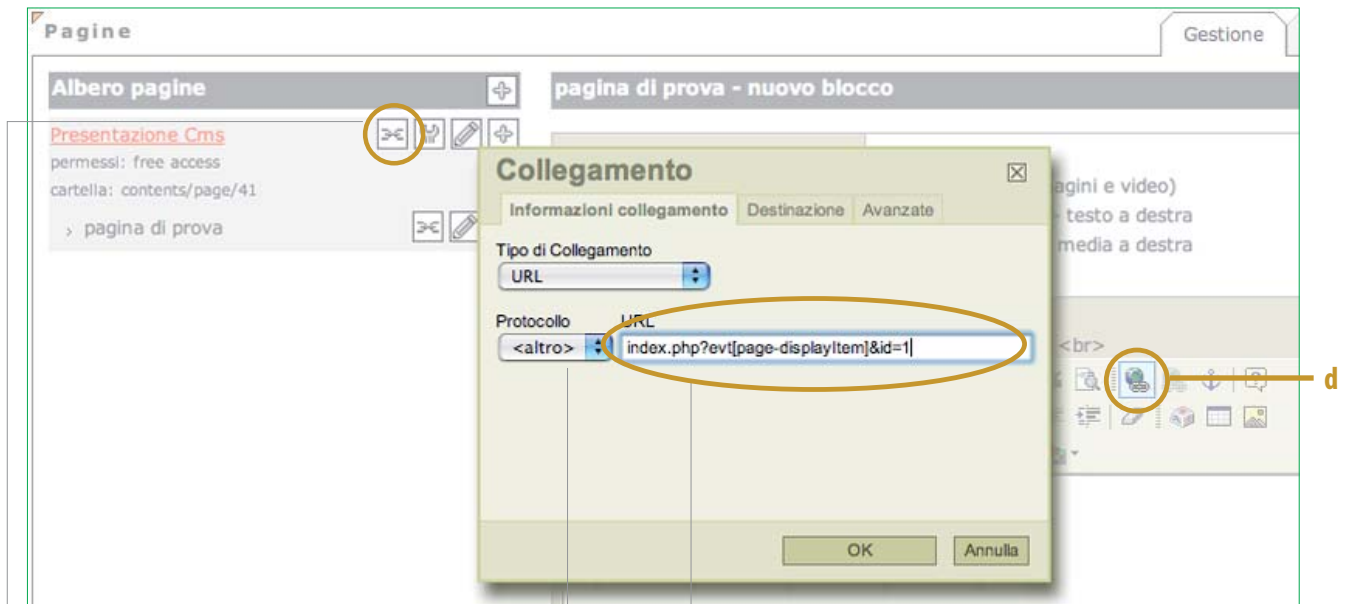 Pagine
Gestione
Albero pagine
pagina di prova - nuovo blocco
Presentazione Cms
permessi: free access
cartella: contents/page/41
pagina di prova
Collegamento
Informazioni collegamento
Destinazione
Avanzate
Tipo di Collegamento
URL
Protocollo
URL
<altro>
index.php?evt[page-displayItem]&id=1
OK
Annulla
agini e video)
testo a destra
media a destra
<br>
d